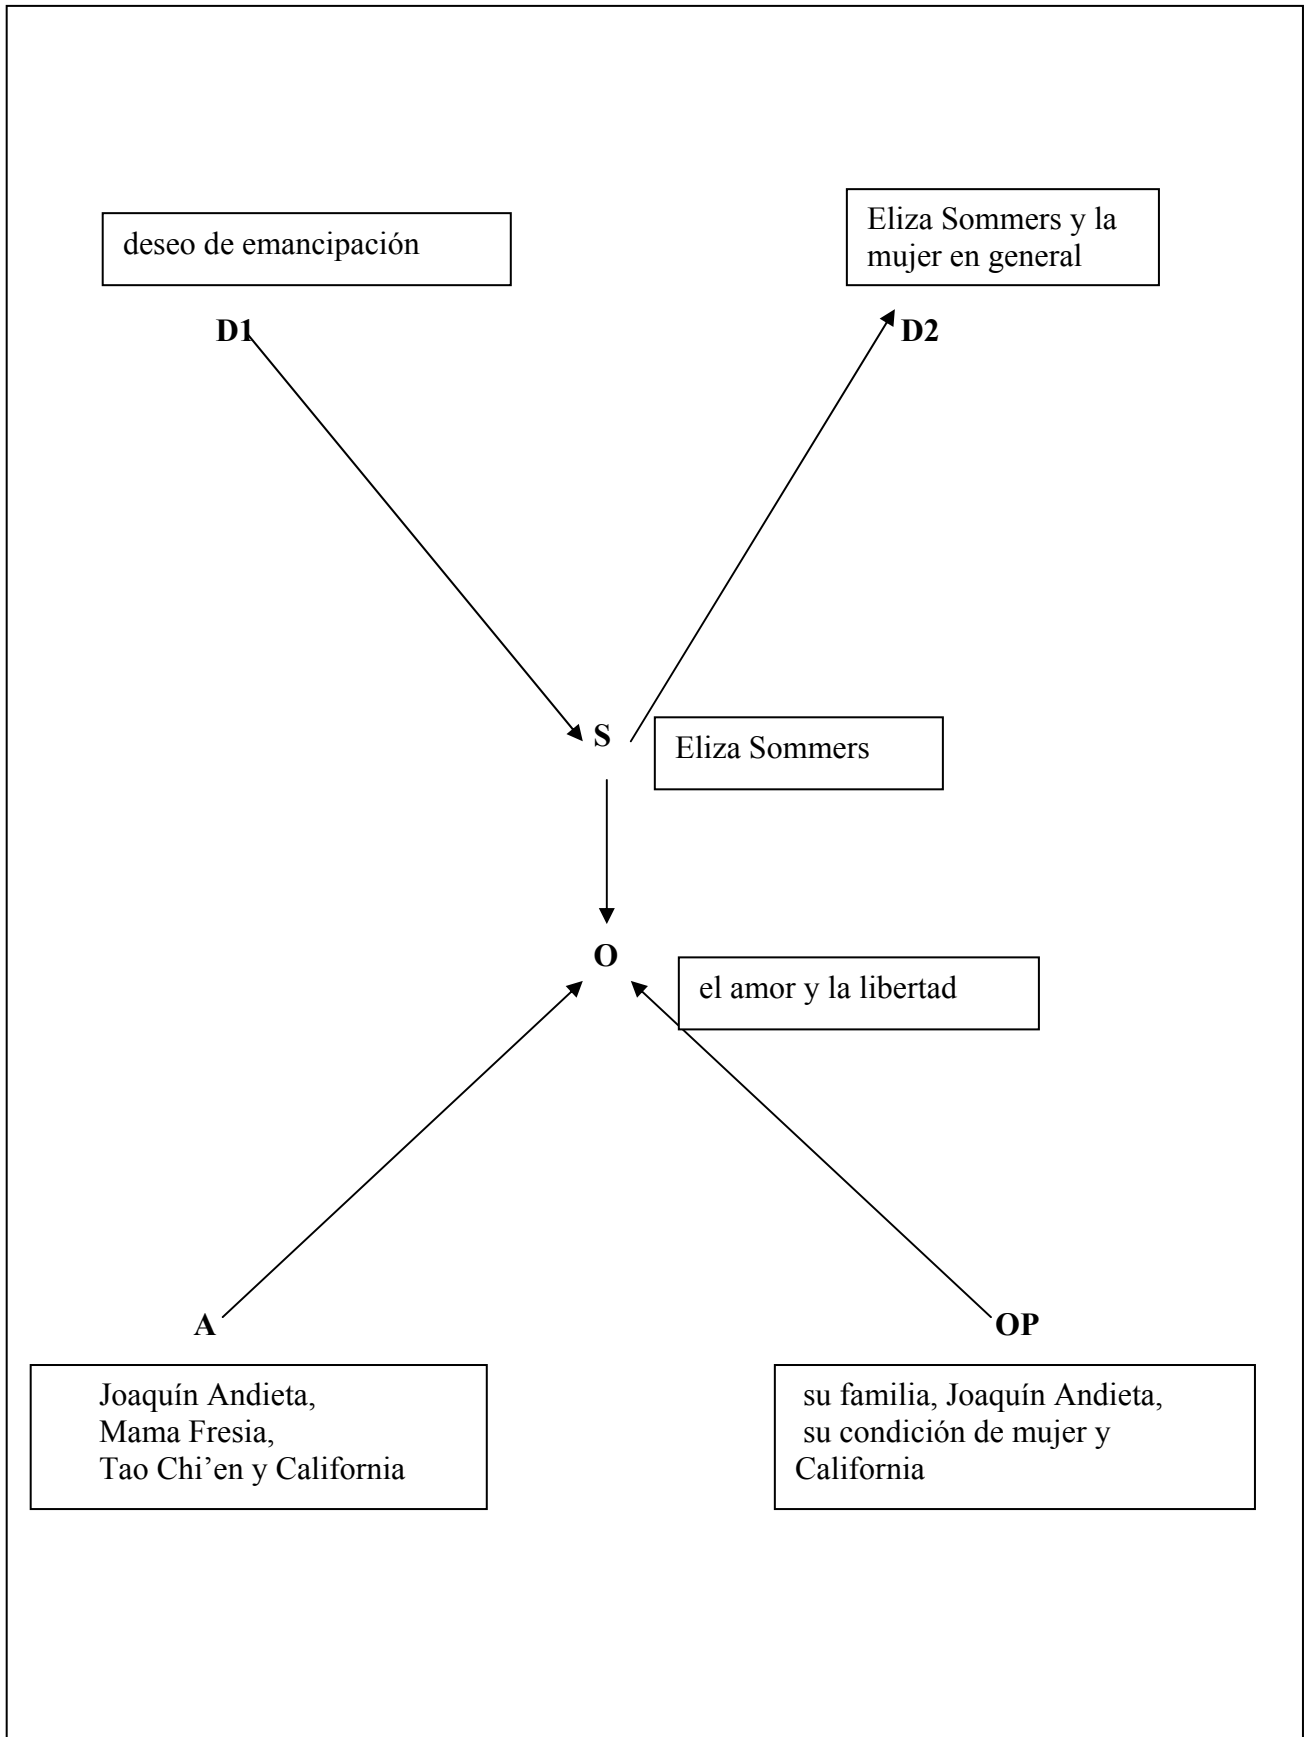 deseo de emancipación
Eliza Sommers y la
mujer en general
D1
D2
S
Eliza Sommers
O
el amor y la libertad
A
OP
Joaquín Andieta,
Mama Fresia,
Tao Chi’en y California
su familia, Joaquín Andieta,
su condición de mujer y
California